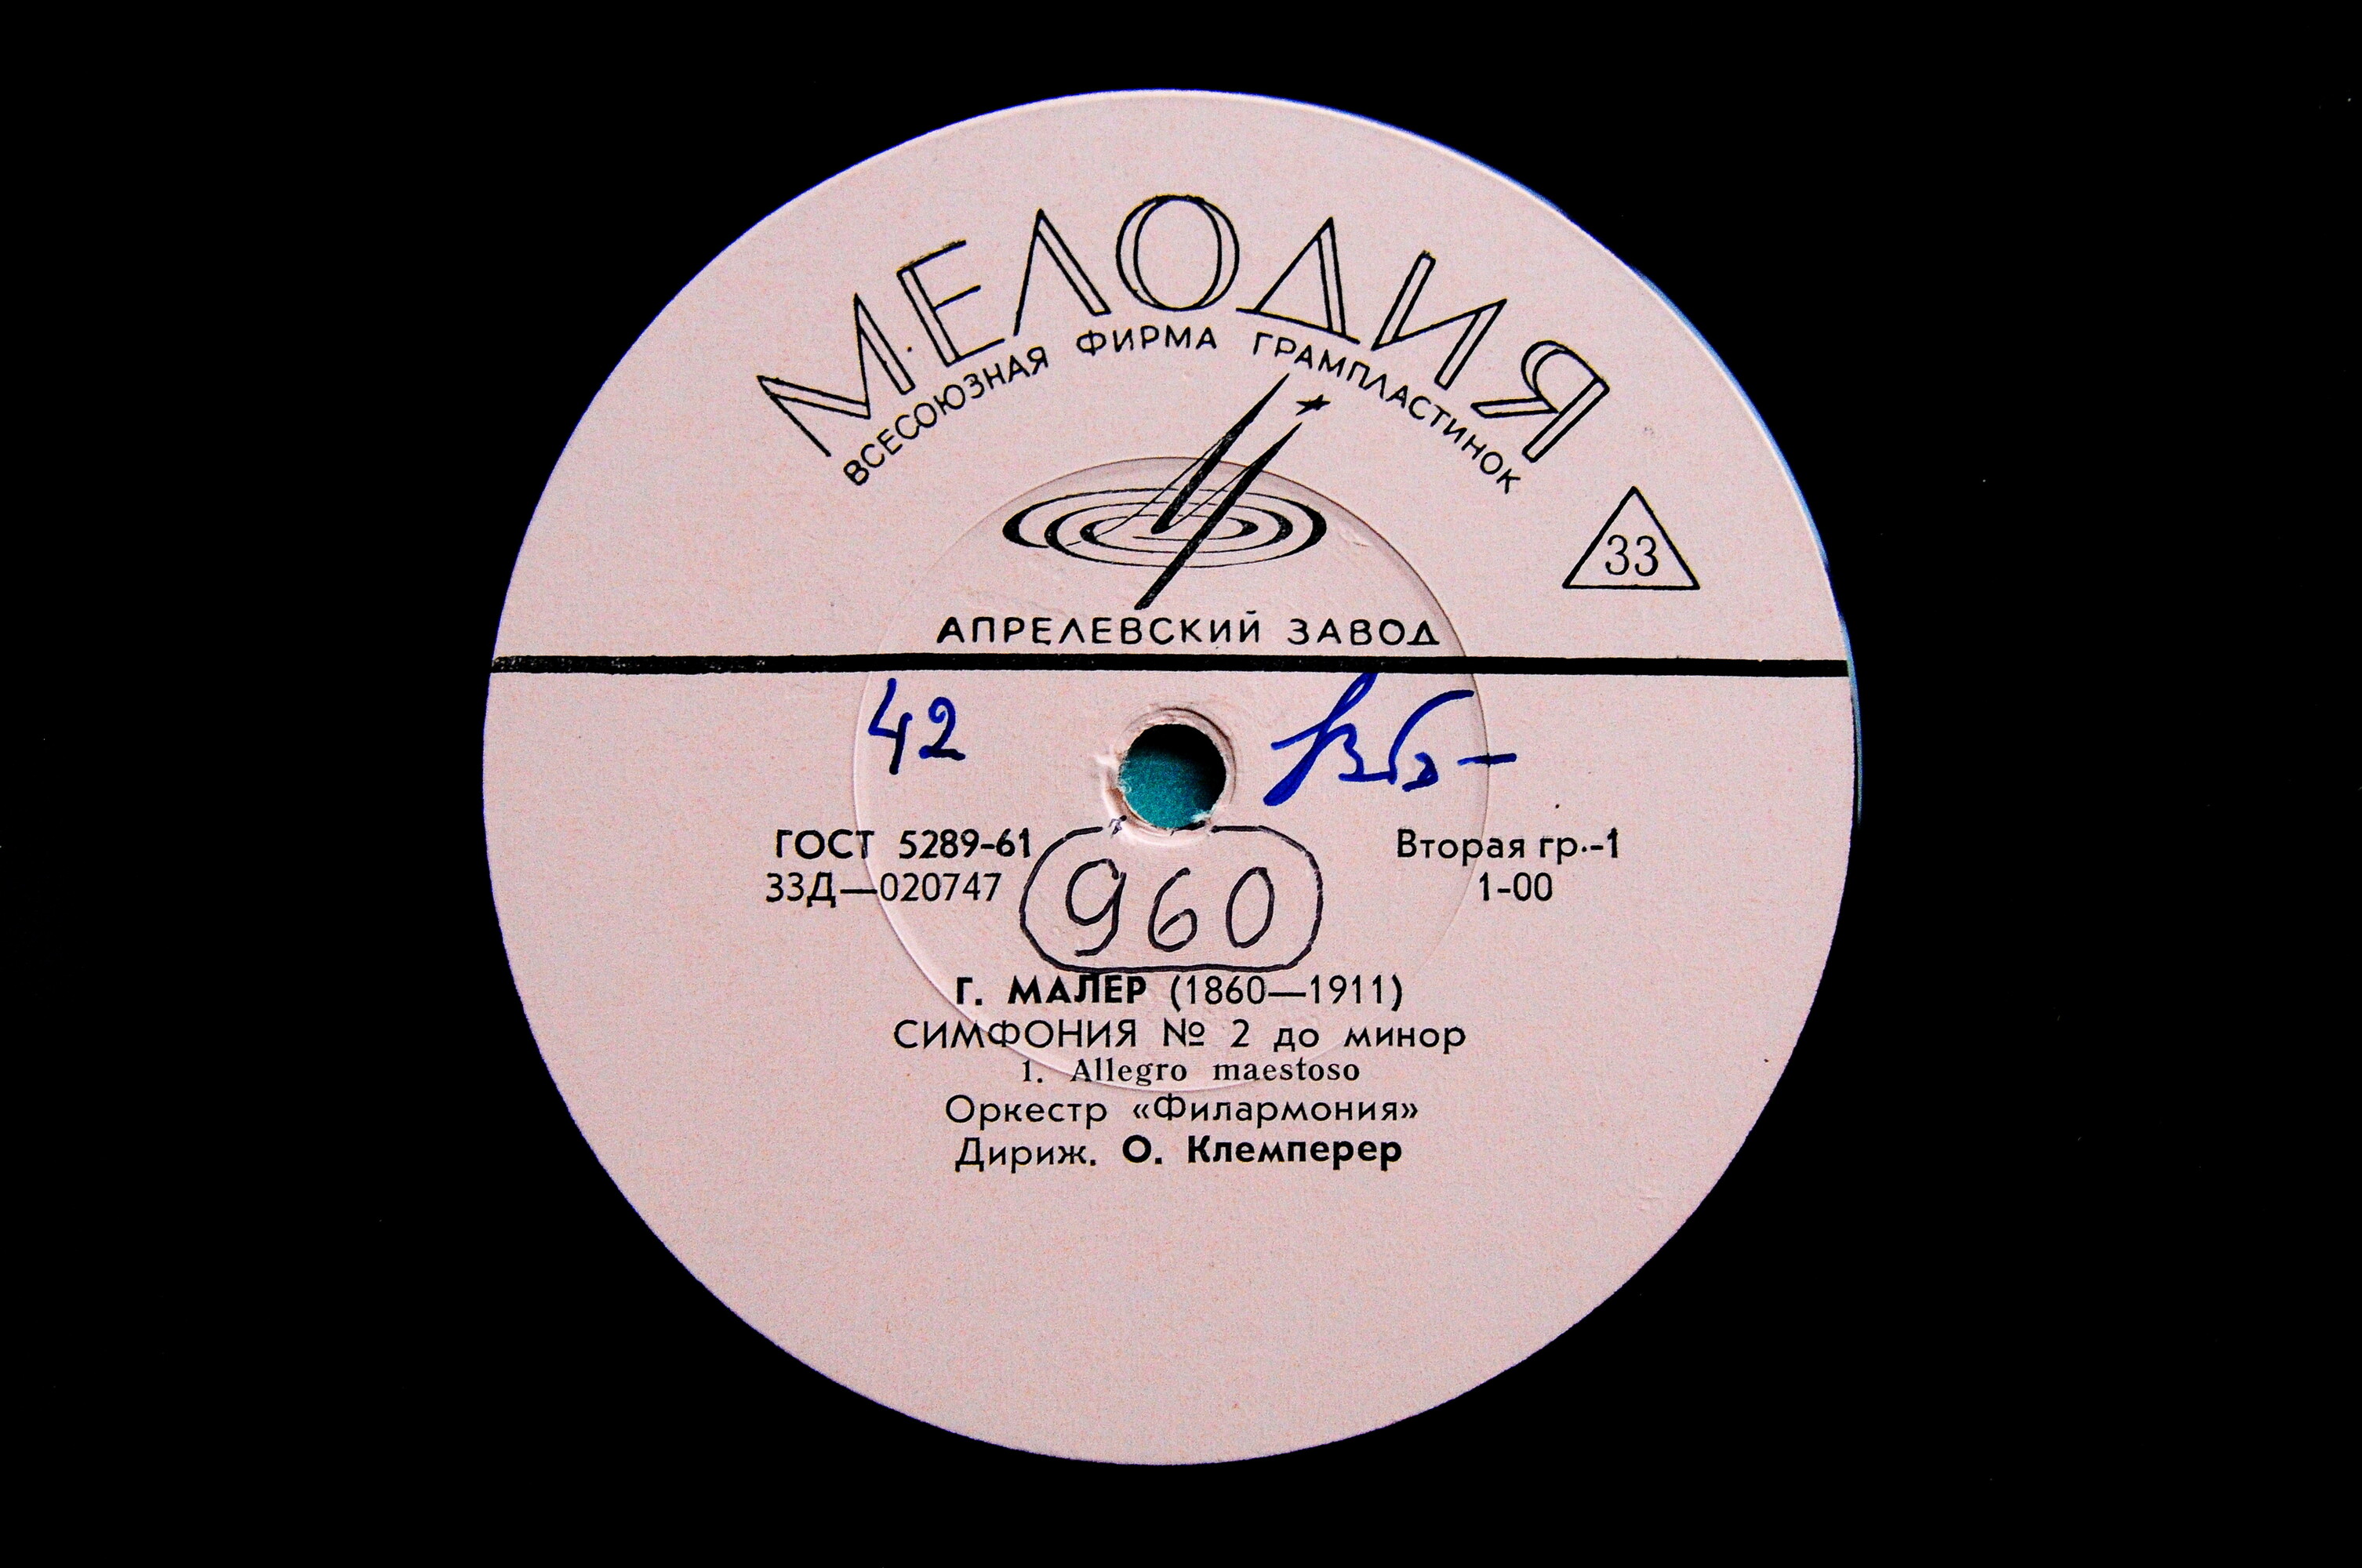 МЕЛОДИЯ
ВСЕСОЮЗНАЯ ФИРМА ГРАМПЛАСТИНОК
33
АПРЕЛЕВСКИЙ ЗАВОД
42
ГОСТ 5289-61
33Д—020747
Вторая гр.-1
1-00
960
Г. МАЛЕР (1860—1911)
СИМФОНИЯ № 2 до минор
1. Allegro maestoso
Оркестр «Филармония»
Дириж. О. Клемперер